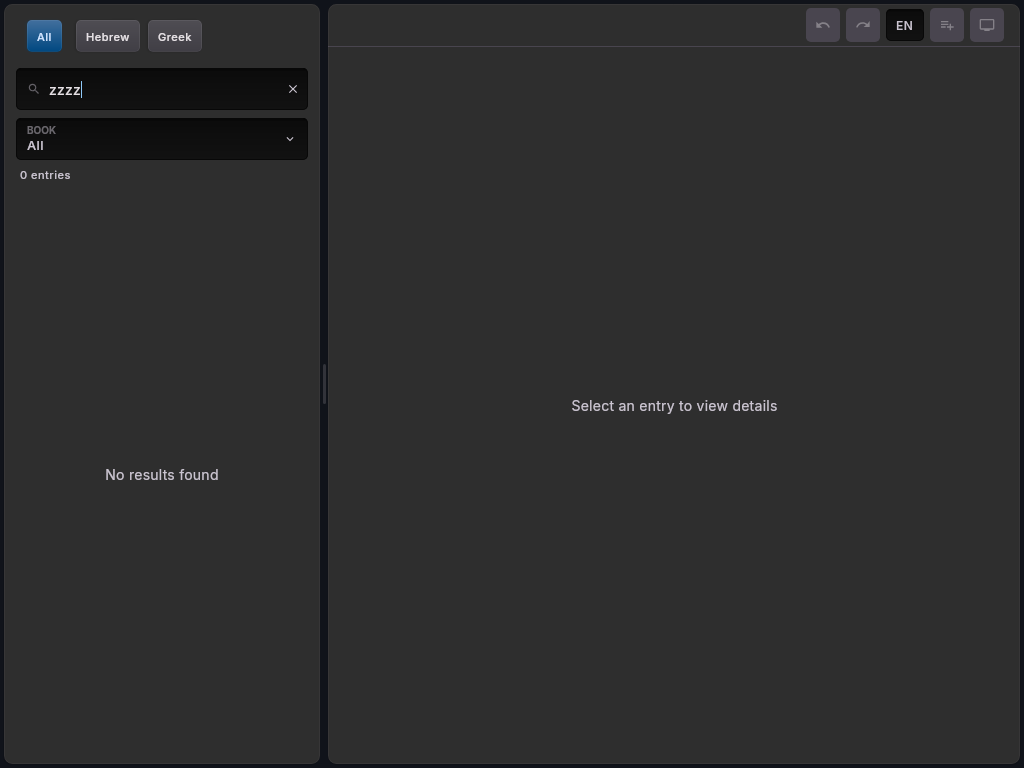 All
Hebrew
Greek
zzzz
BOOK
All
0 entries
No results found
EN
Select an entry to view details